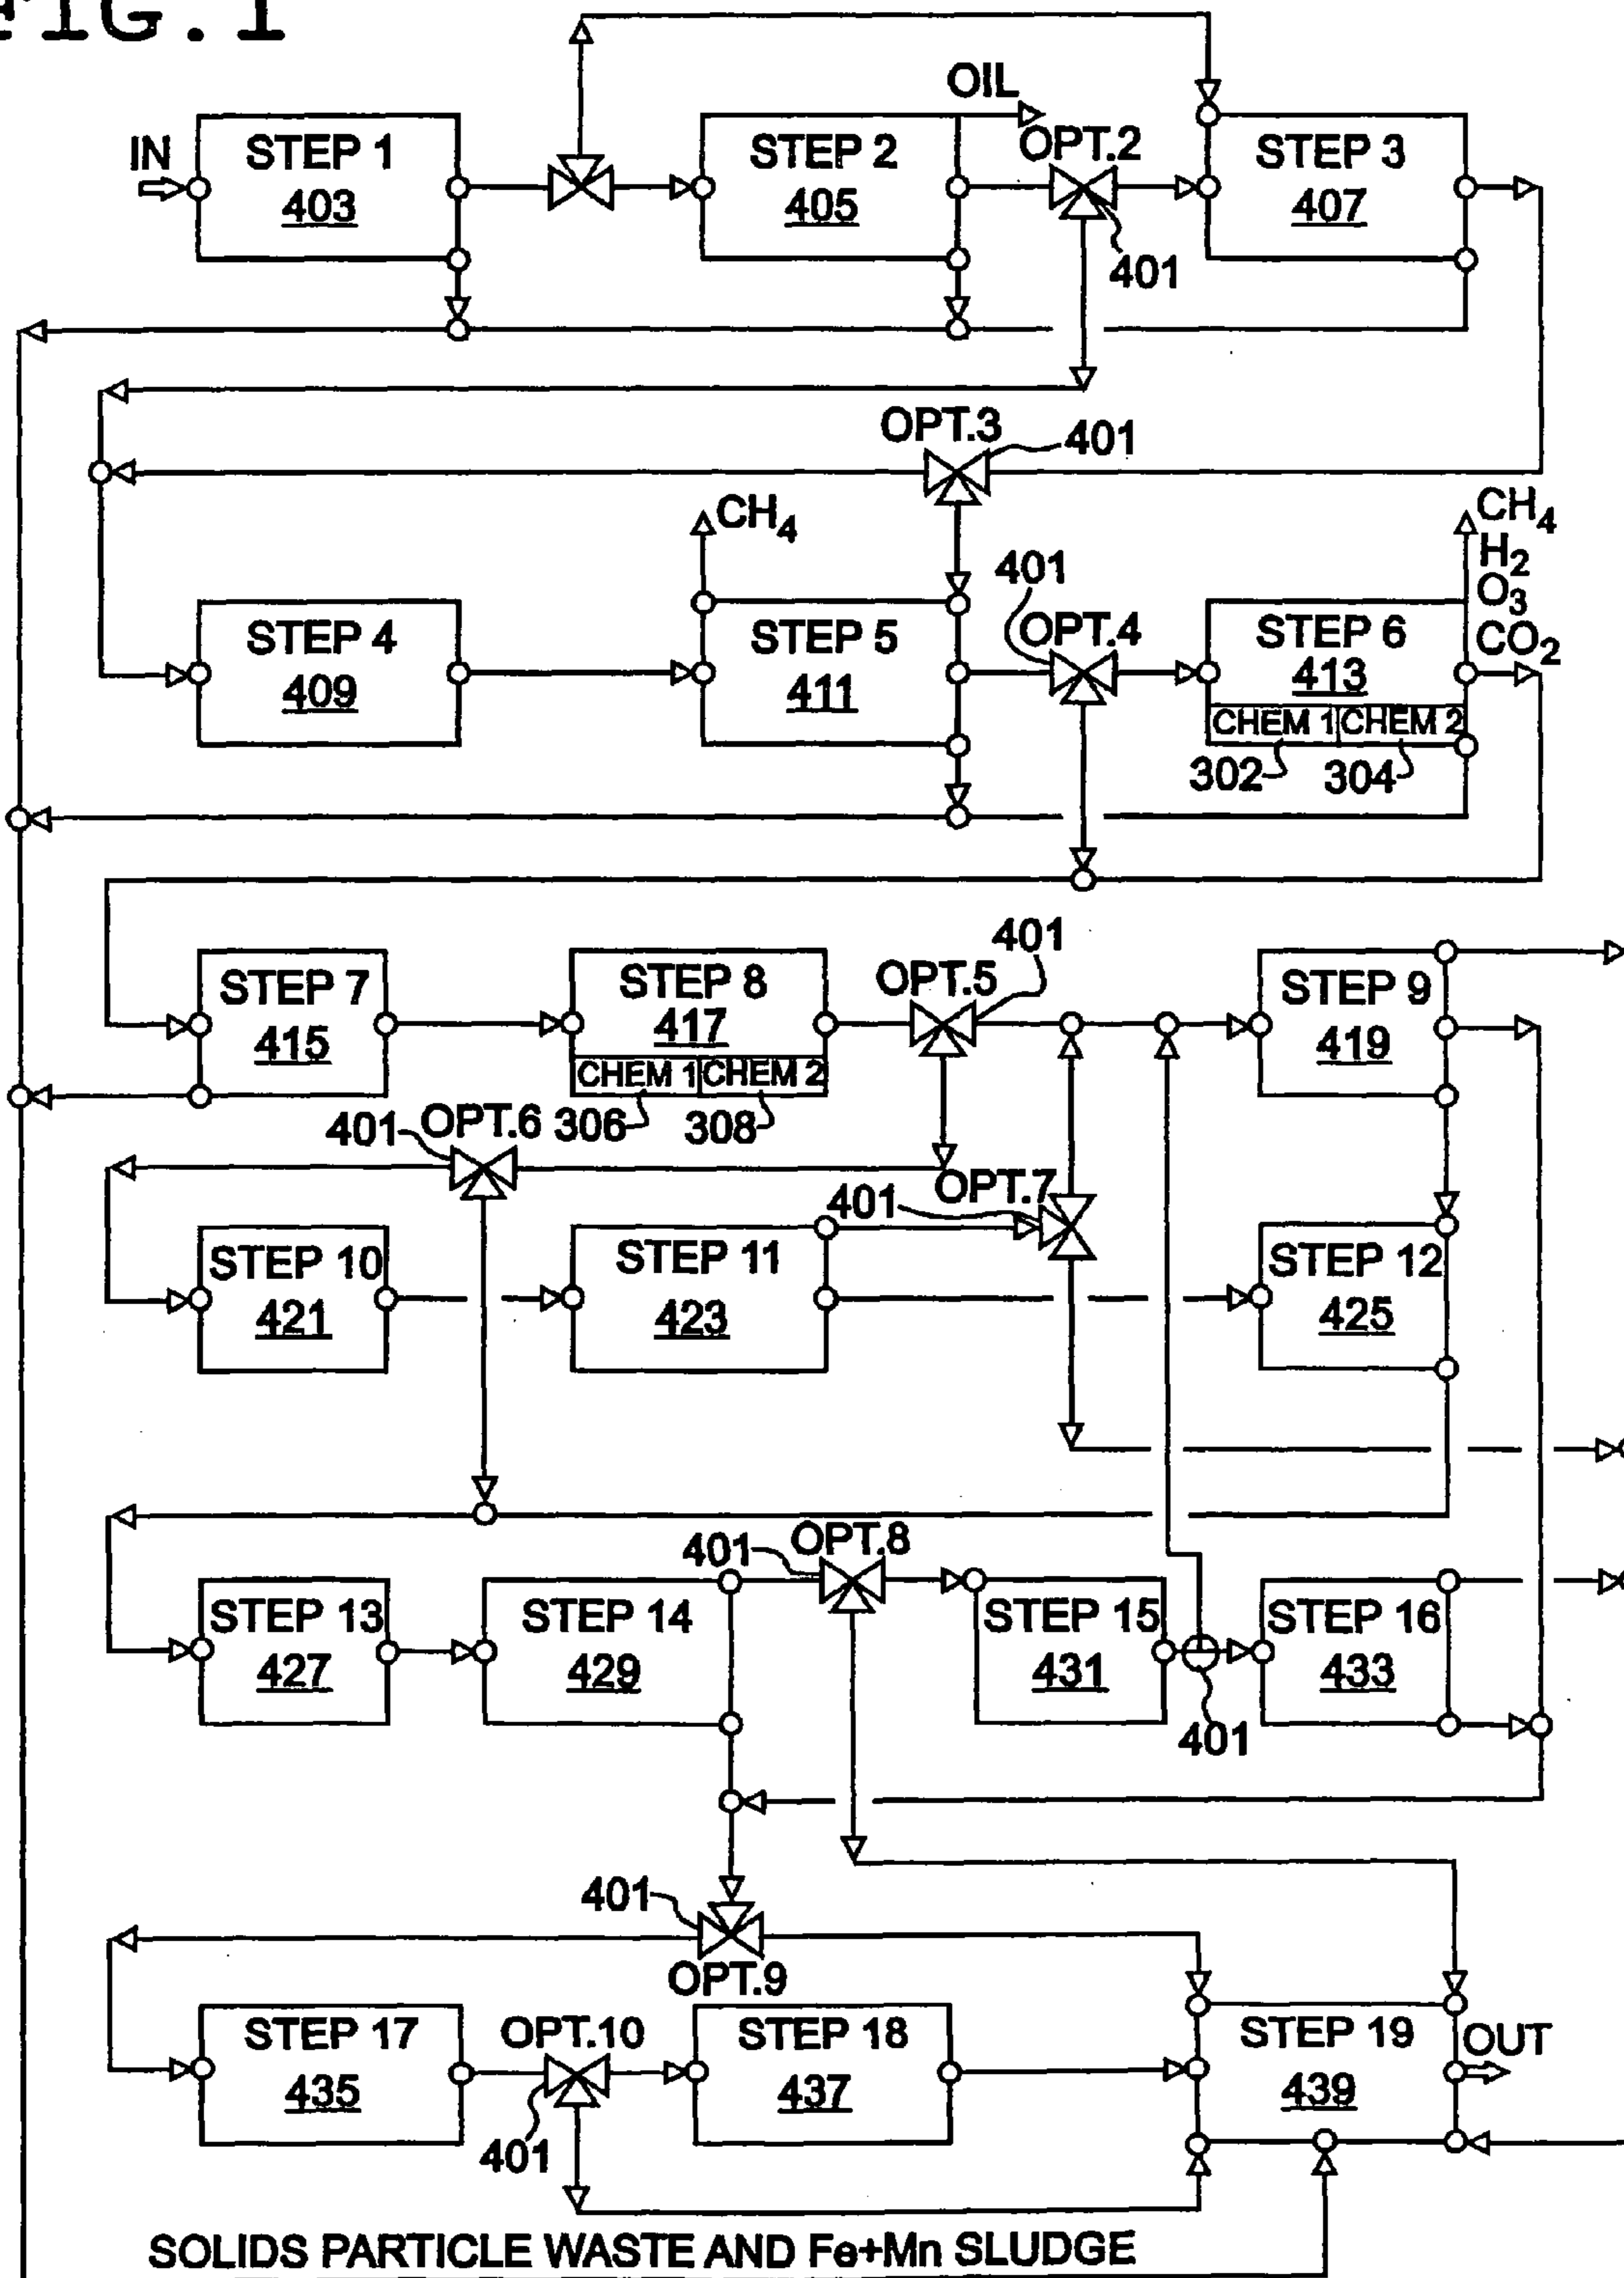 FIG. 1
OIL
IN
STEP 1
403
STEP 2
405
OPT.2
401
STEP 3
407
OPT.3
401
CH4
CH4
H2
O3
CO2
STEP 4
409
STEP 5
411
401
OPT.4
STEP 6
413
CHEM 1
CHEM 2
302
304
STEP 7
415
STEP 8
417
CHEM 1
CHEM 2
306
308
OPT.5
401
STEP 9
419
401
OPT.6
OPT.7
401
STEP 10
421
STEP 11
423
STEP 12
425
401
OPT.8
STEP 13
427
STEP 14
429
STEP 15
431
401
STEP 16
433
401
OPT.9
STEP 17
435
OPT.10
401
STEP 18
437
STEP 19
439
OUT
SOLIDS PARTICLE WASTE AND Fe+Mn SLUDGE